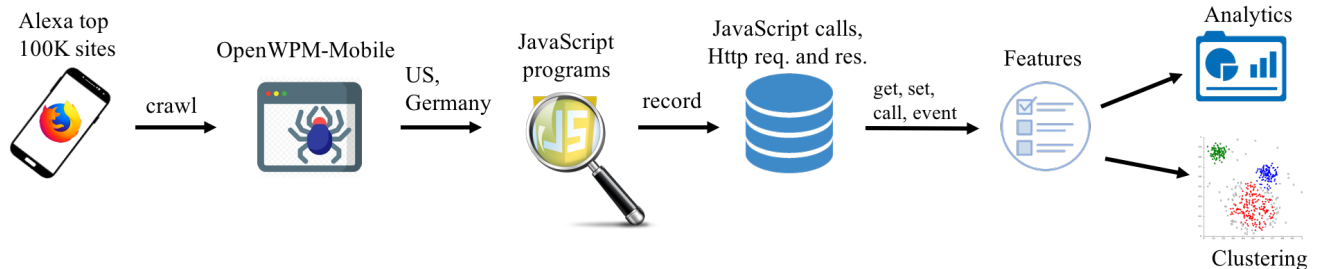 Alexa top
100K sites
crawl
OpenWPM-Mobile
US,
Germany
JavaScript
programs
JS
record
JavaScript calls,
Http req. and res.
get, set,
call, event
Features
Analytics
Clustering